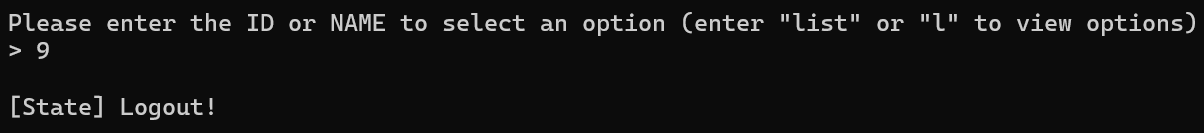 Please enter the ID or NAME to select an option (enter "list" or "l" to view options)
> 9
[State] Logout!